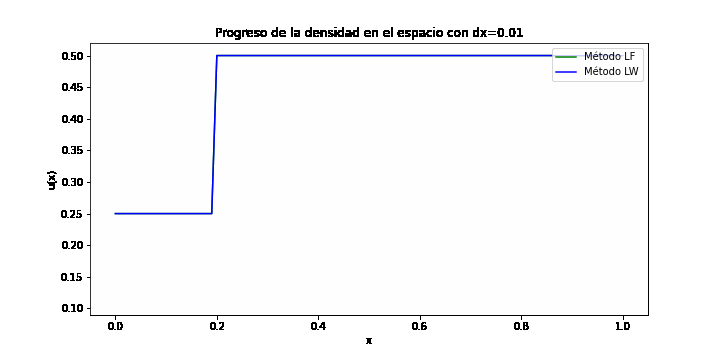 Progreso de la densidad en el espacio con dx=0.01
Método LF
Método LW
0.50
0.45
0.40
0.35
0.30
0.25
0.20
0.15
0.10
u(x)
0.0 0.2 0.4 0.6 0.8 1.0
x